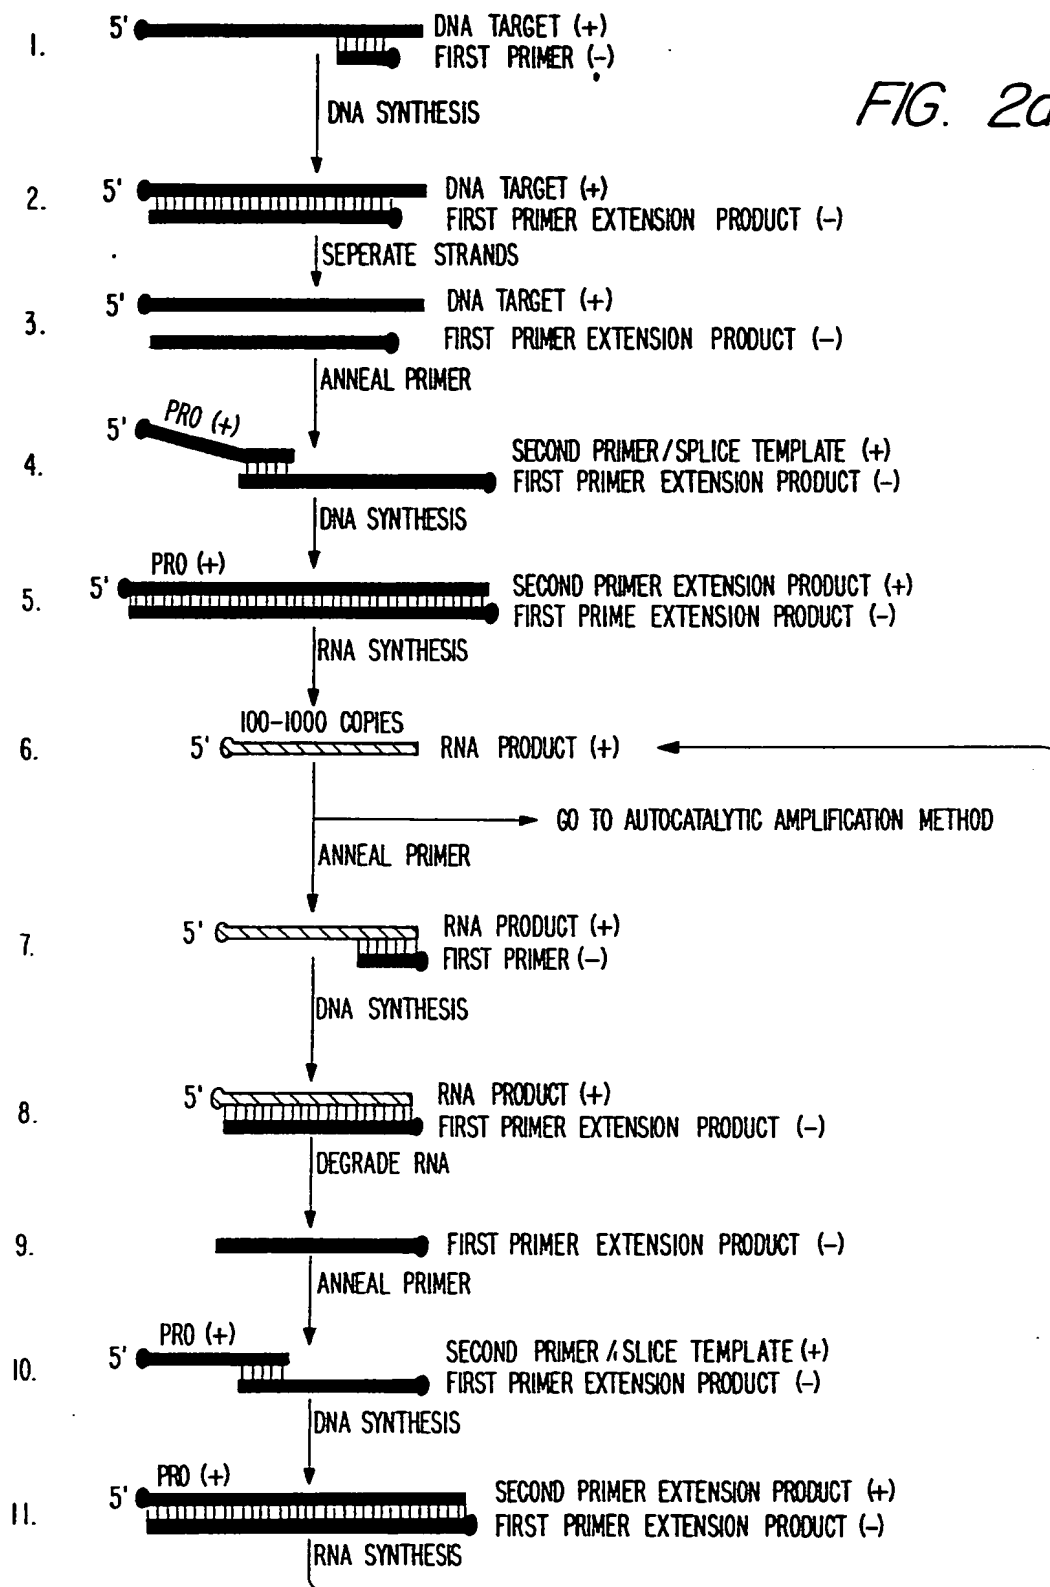 1.
5' DNA TARGET (+)
FIRST PRIMER (-)
DNA SYNTHESIS
FIG. 2a
2.
5' DNA TARGET (+)
FIRST PRIMER EXTENSION PRODUCT (-)
SEPERATE STRANDS
3.
5' DNA TARGET (+)
FIRST PRIMER EXTENSION PRODUCT (-)
ANNEAL PRIMER
4.
5' PRO (+)
SECOND PRIMER/SPLICE TEMPLATE (+)
FIRST PRIMER EXTENSION PRODUCT (-)
DNA SYNTHESIS
5.
PRO (+)
5' SECOND PRIMER EXTENSION PRODUCT (+)
FIRST PRIME EXTENSION PRODUCT (-)
RNA SYNTHESIS
100-1000 COPIES
6.
5' RNA PRODUCT (+)
GO TO AUTOCATALYTIC AMPLIFICATION METHOD
ANNEAL PRIMER
7.
5' RNA PRODUCT (+)
FIRST PRIMER (-)
DNA SYNTHESIS
8.
5' RNA PRODUCT (+)
FIRST PRIMER EXTENSION PRODUCT (-)
DEGRADE RNA
9.
FIRST PRIMER EXTENSION PRODUCT (-)
ANNEAL PRIMER
10.
PRO (+)
5' SECOND PRIMER / SLICE TEMPLATE (+)
FIRST PRIMER EXTENSION PRODUCT (-)
DNA SYNTHESIS
11.
PRO (+)
5' SECOND PRIMER EXTENSION PRODUCT (+)
FIRST PRIMER EXTENSION PRODUCT (-)
RNA SYNTHESIS